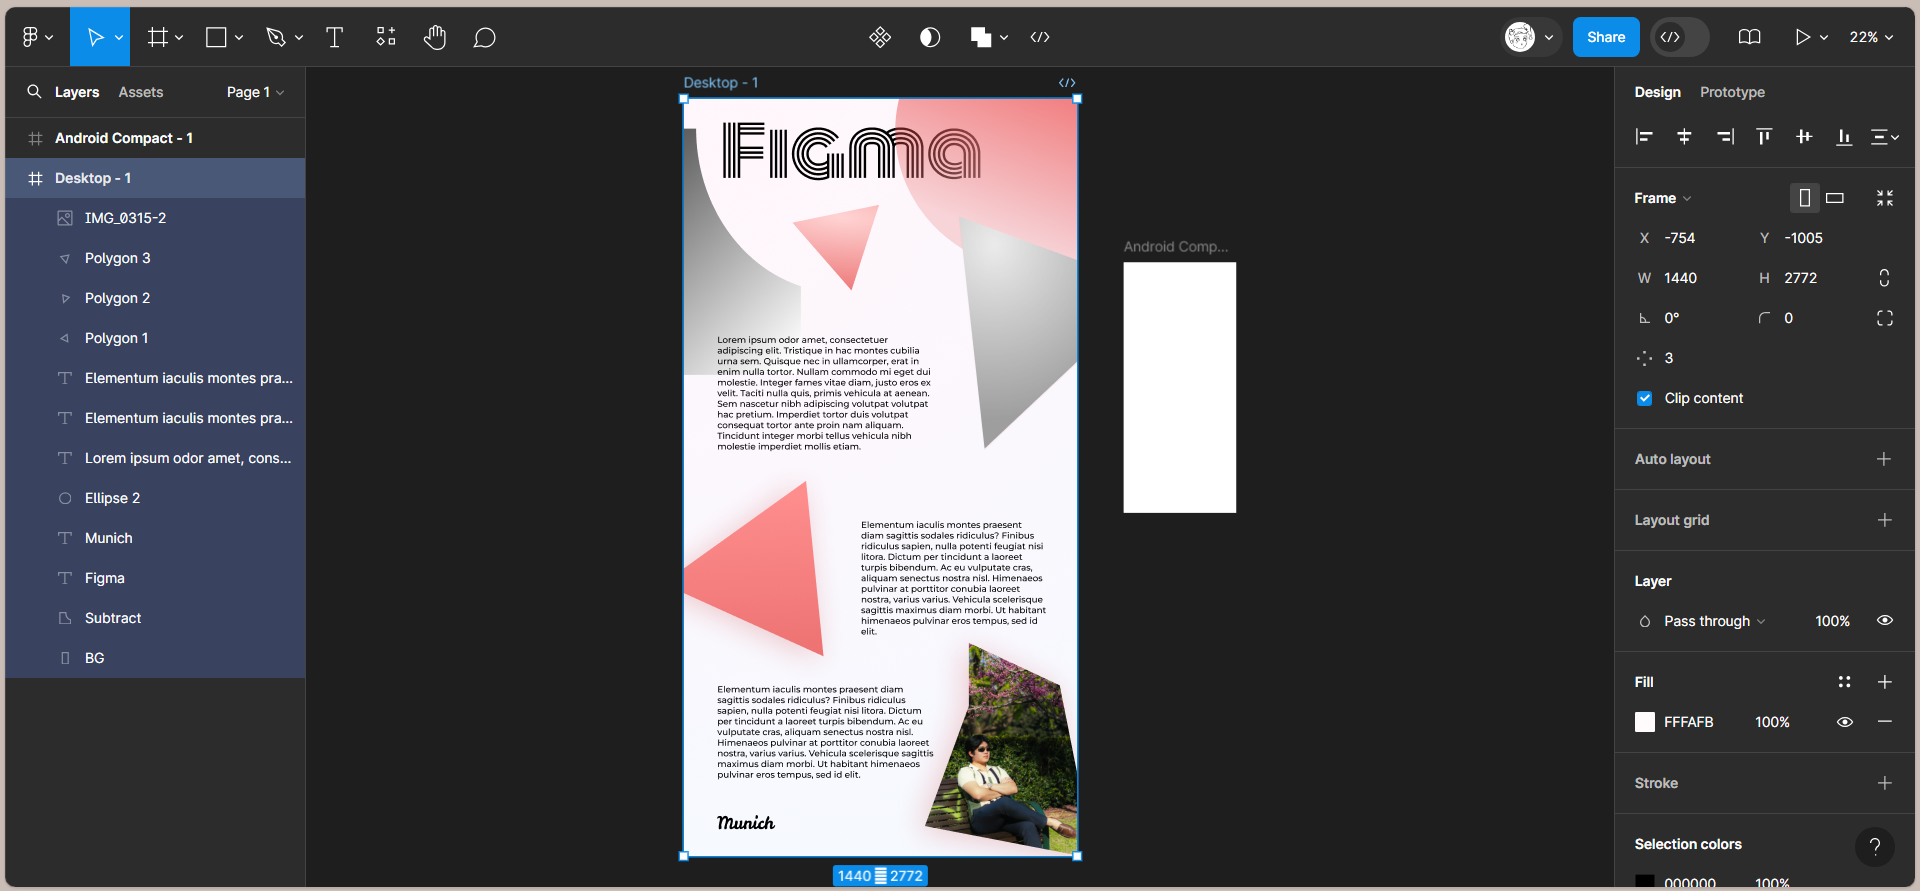 Share
22%
Layers
Assets
Page 1
Android Compact - 1
Desktop - 1
IMG_0315-2
Polygon 3
Polygon 2
Polygon 1
Elementum iaculis montes pra...
Elementum iaculis montes pra...
Lorem ipsum odor amet, cons...
Ellipse 2
Munich
Figma
Subtract
BG
Desktop - 1
Figma
Lorem ipsum odor amet, consectetuer
adipiscing elit. Tristique in hac montes cubilia
urna sem. Quisque nec in ullamcorper, erat in
enim nulla tortor. Nullam commodo mi eget dui
molestie. Integer fames vitae diam, justo eros ex
velit. Taciti nulla quis, primis vehicula at aenean.
Sem nascetur nibh adipiscing volutpat volutpat
hac pretium. Imperdiet tortor duis volutpat
consequat tortor ante proin nam aliquam.
Tincidunt integer morbi tellus vehicula nibh
molestie imperdiet mollis etiam.
Elementum iaculis montes praesent
diam sagittis sodales ridiculus? Finibus
ridiculus sapien, nulla potenti feugiat nisi
litora. Dictum per tincidunt a laoreet
turpis bibendum. Ac eu vulputate cras,
aliquam senectus nostra nisl. Himenaeos
pulvinar at porttitor conubia laoreet
nostra, varius varius. Vehicula scelerisque
sagittis maximus diam morbi. Ut habitant
himenaeos pulvinar eros tempus, sed id
elit.
Elementum iaculis montes praesent diam
sagittis sodales ridiculus? Finibus ridiculus
sapien, nulla potenti feugiat nisi litora. Dictum
per tincidunt a laoreet turpis bibendum. Ac eu
vulputate cras, aliquam senectus nostra nisl.
Himenaeos pulvinar at porttitor conubia laoreet
nostra, varius varius. Vehicula scelerisque sagittis
maximus diam morbi. Ut habitant himenaeos
pulvinar eros tempus, sed id elit.
Munich
1440 2772
Android Comp...
Design
Prototype
Frame
X -754
Y -1005
W 1440
H 2772
0°
0
3
Clip content
Auto layout
Layout grid
Layer
Pass through
100%
Fill
FFFAFB
100%
Stroke
Selection colors
000000
100%
?